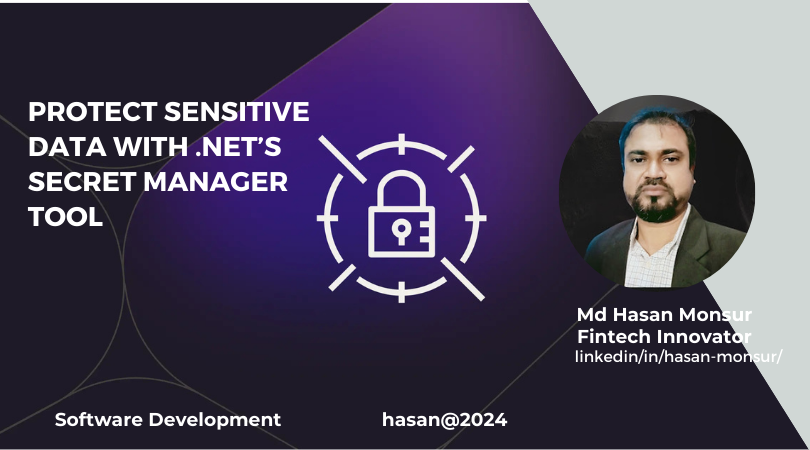 PROTECT SENSITIVE
DATA WITH .NET’S
SECRET MANAGER
TOOL
Md Hasan Monsur
Fintech Innovator
linkedin/in/hasan-monsur/
Software Development
hasan@2024